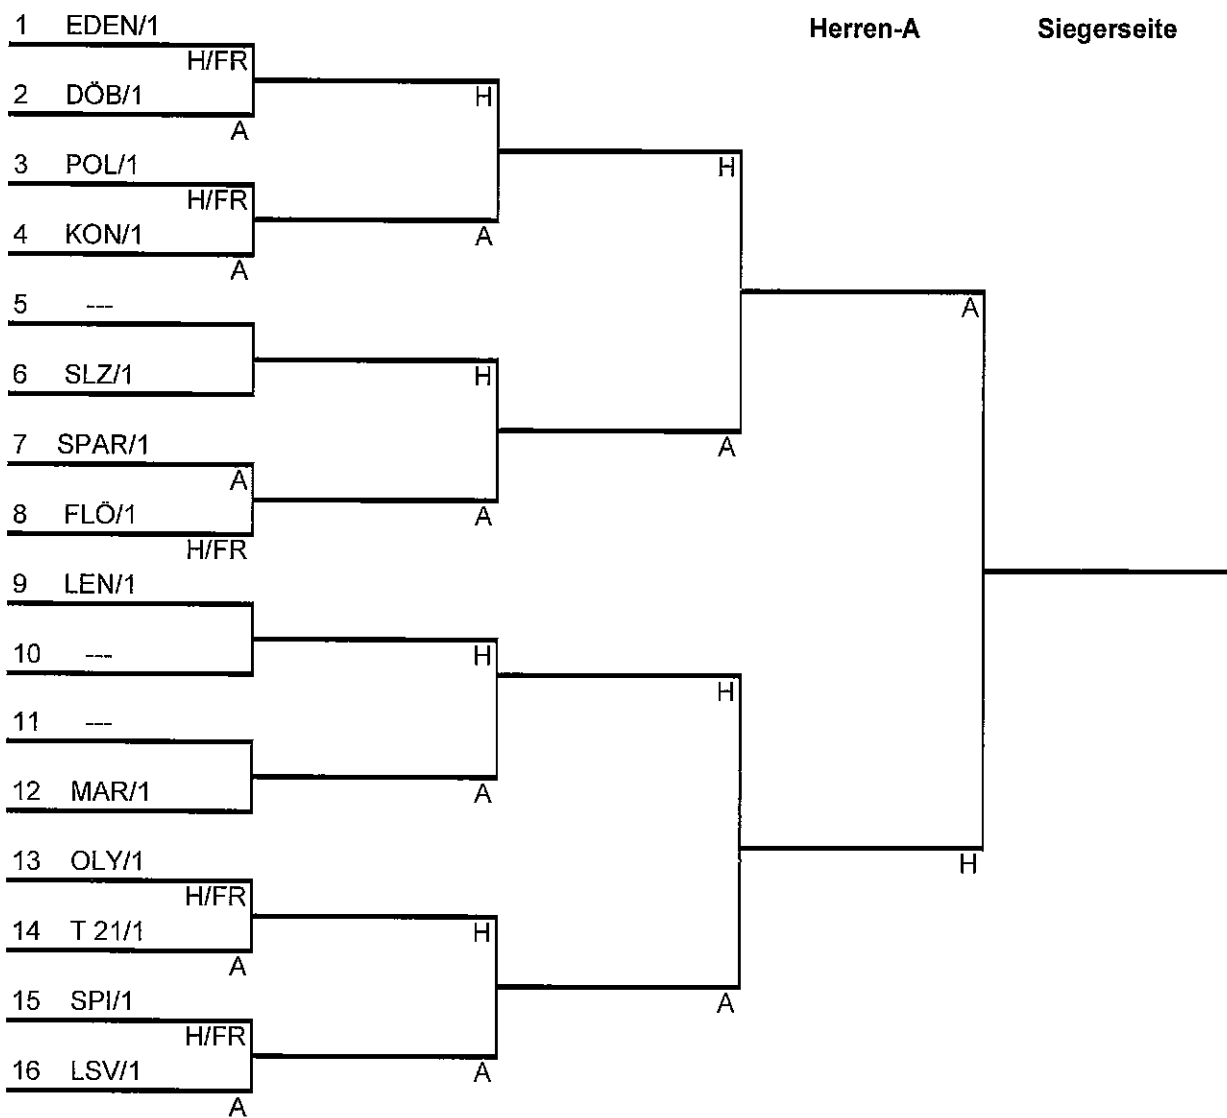 1 EDEN/1
Herren-A Siegerseite
H/FR
2 DÖB/1
H
A
3 POL/1
H
H/FR
4 KON/1
A
A
5 ---
A
6 SLZ/1
H
7 SPAR/1
A
A
8 FLÖ/1
A
H/FR
9 LEN/1
10 ---
H
H
11 ---
12 MAR/1
A
13 OLY/1
H
H/FR
14 T 21/1
H
A
15 SPI/1
A
H/FR
16 LSV/1
A
A